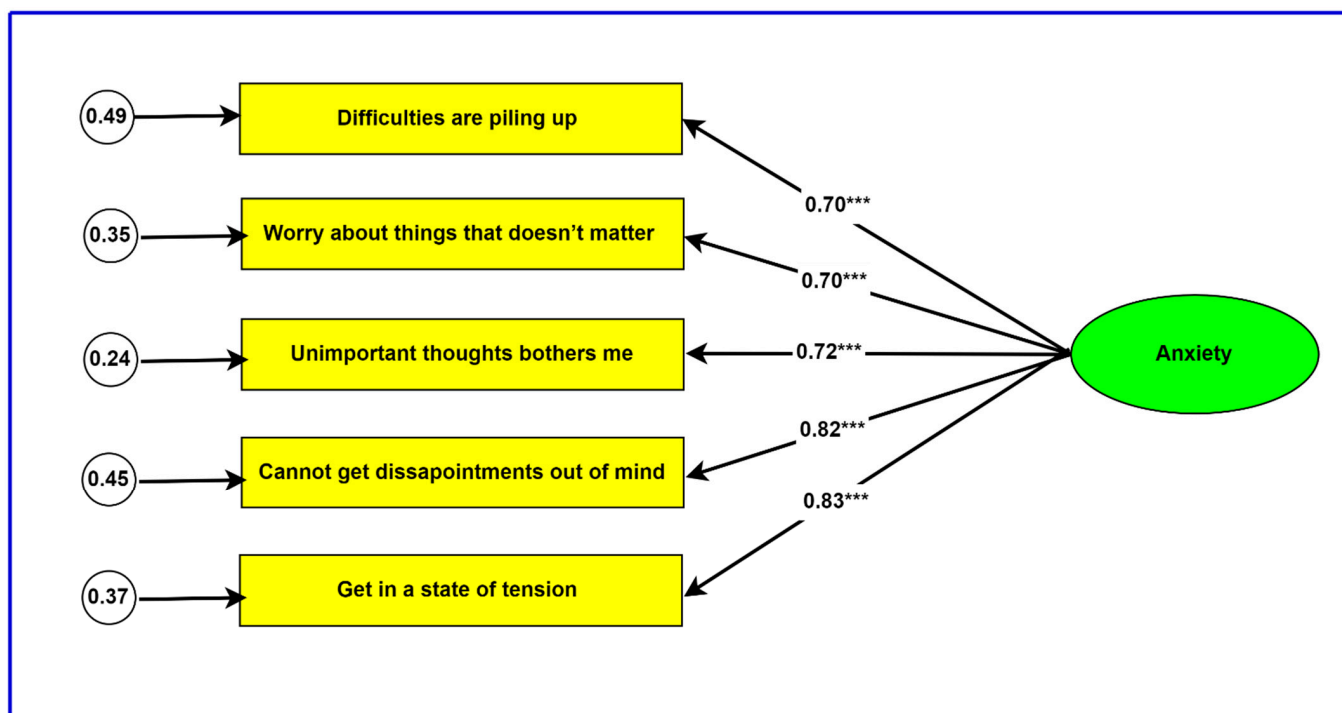 0.49
Difficulties are piling up
0.70***
0.35
Worry about things that doesn’t matter
0.70***
0.24
Unimportant thoughts bothers me
0.72***
Anxiety
0.45
Cannot get dissapointments out of mind
0.82***
0.37
Get in a state of tension
0.83***